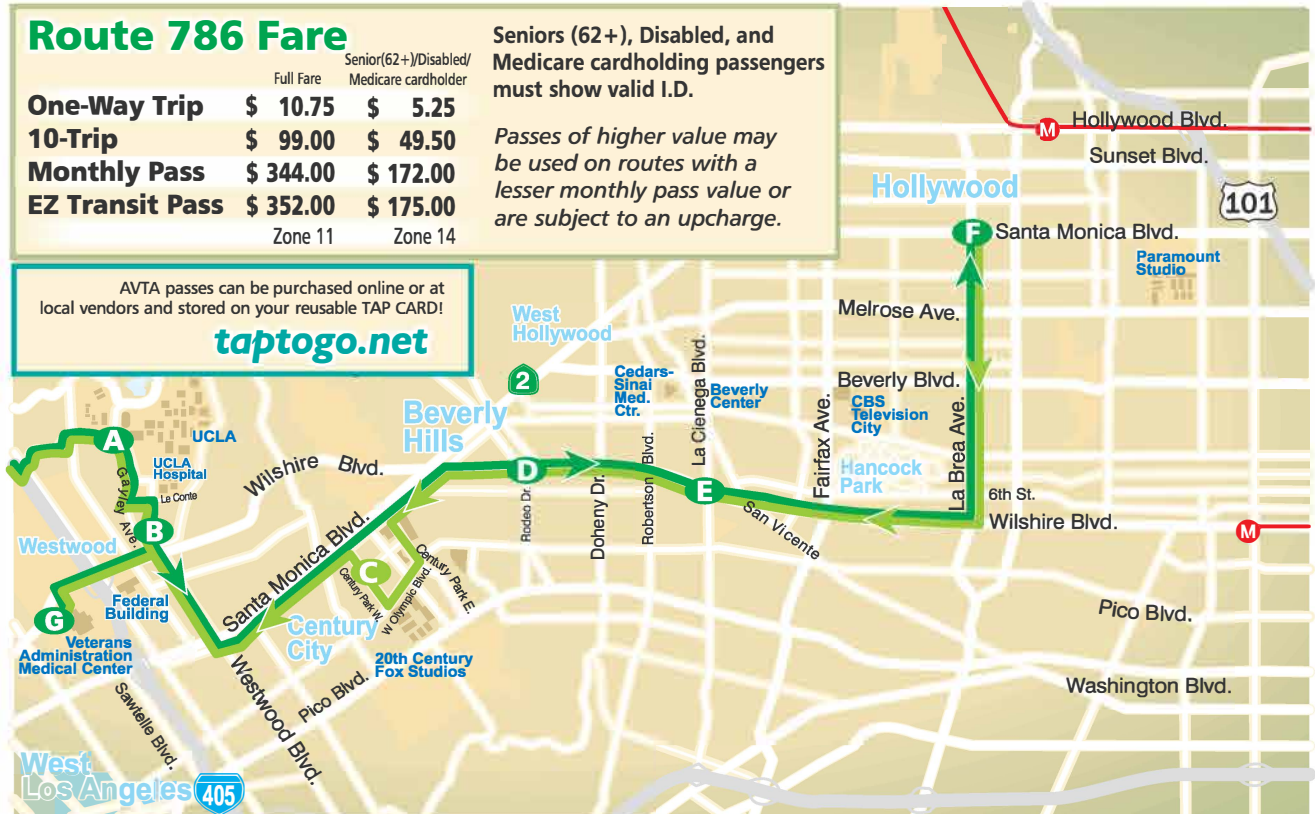 Route 786 Fare
Full Fare
Senior(62+)/Disabled/
Medicare cardholder
One-Way Trip $ 10.75 $ 5.25
10-Trip $ 99.00 $ 49.50
Monthly Pass $ 344.00 $ 172.00
EZ Transit Pass $ 352.00 $ 175.00
Zone 11 Zone 14
Seniors (62+), Disabled, and
Medicare cardholding passengers
must show valid I.D.
Passes of higher value may
be used on routes with a
lesser monthly pass value or
are subject to an upcharge.
AVTA passes can be purchased online or at
local vendors and stored on your reusable TAP CARD!
taptogo.net
M
Hollywood Blvd.
Sunset Blvd.
Hollywood
101
F
Santa Monica Blvd.
Paramount
Studio
Melrose Ave.
West
Hollywood
2
Cedars-
Sinai
Med.
Ctr.
La Cienega Blvd.
Beverly
Center
Beverly Blvd.
CBS
Television
City
Fairfax Ave.
La Brea Ave.
Beverly
Hills
A
UCLA
UCLA
Hospital
Le Conte
Gayley Ave.
Wilshire Blvd.
D
Rodeo Dr.
Doheny Dr.
Robertson Blvd.
E
San Vicente
Hancock
Park
6th St.
Wilshire Blvd.
M
B
Westwood
Santa Monica Blvd.
C
Century Park W.
W Olympic Blvd.
Century Park E.
Federal
Building
G
Veterans
Administration
Medical Center
Century
City
20th Century
Fox Studios
Pico Blvd.
Pico Blvd.
Washington Blvd.
Westwood Blvd.
Sawtelle Blvd.
West
Los Angeles
405